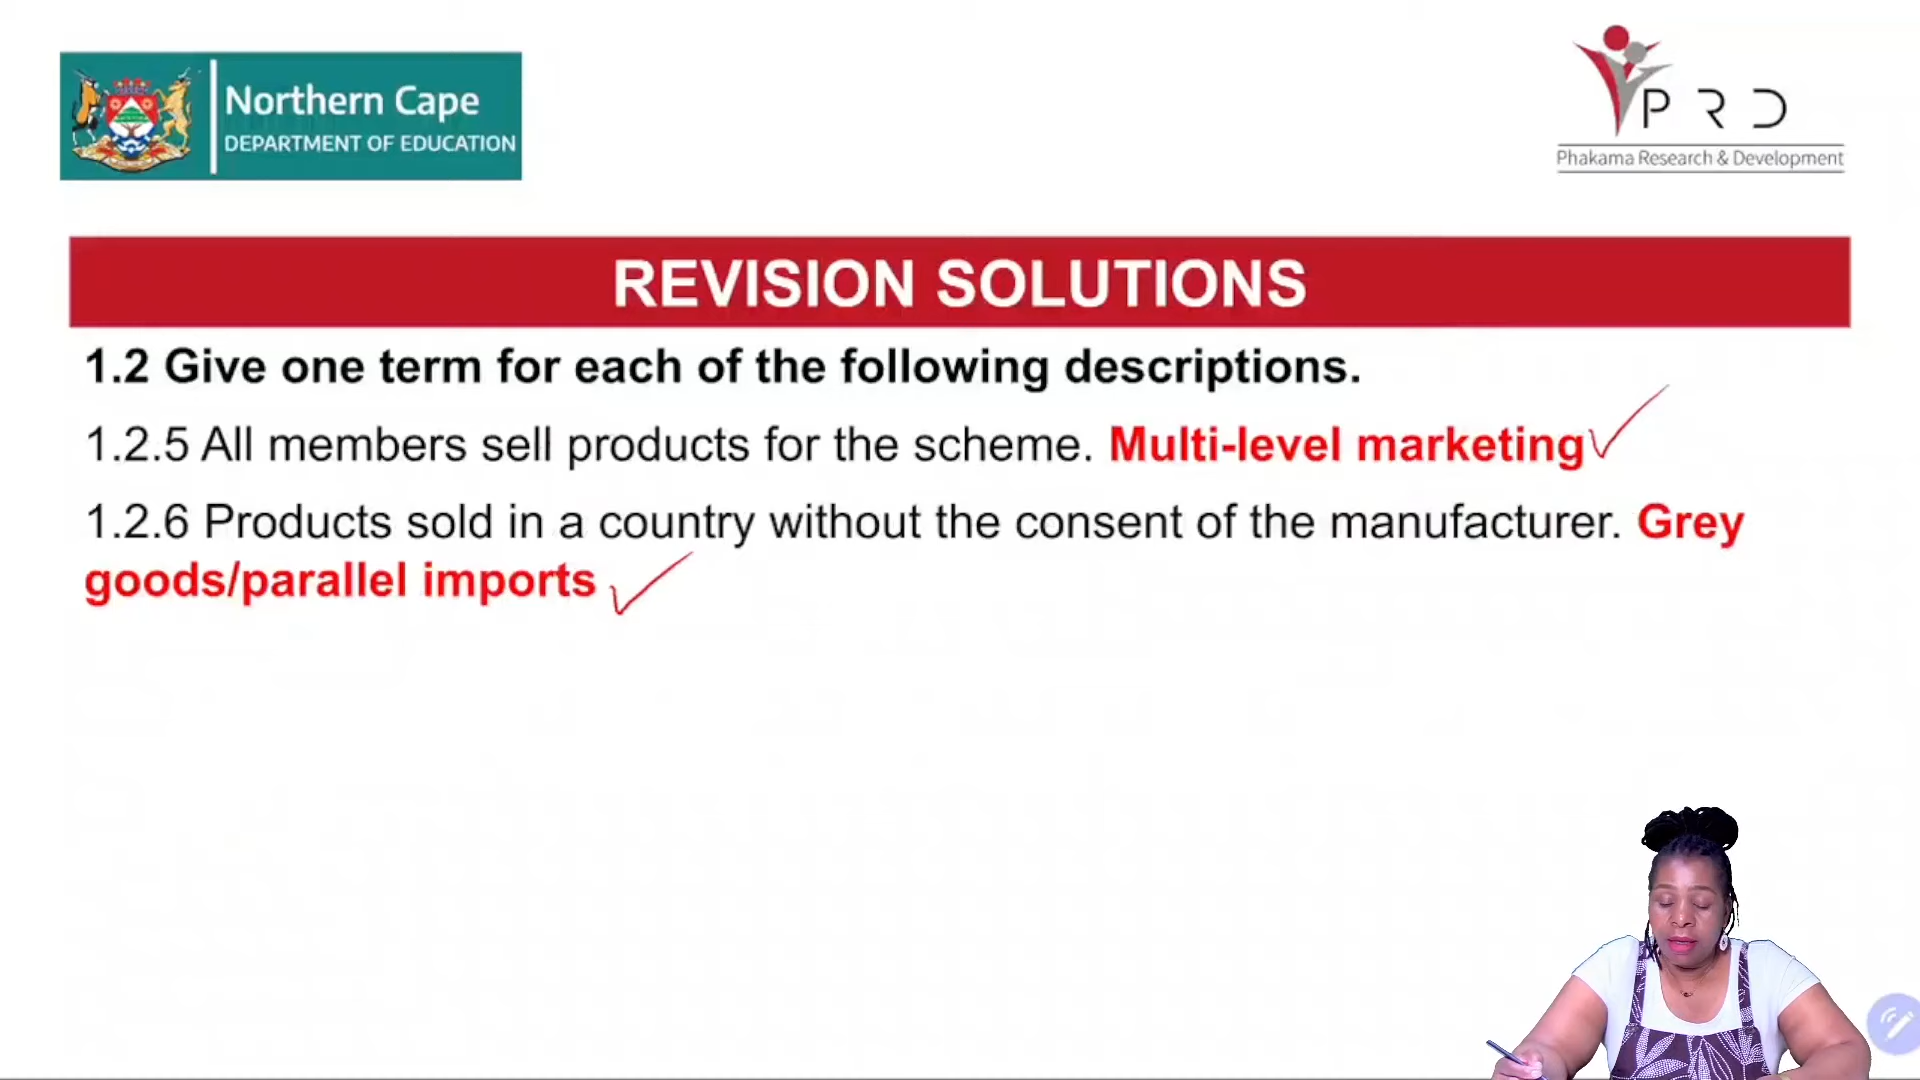 Northern Cape
DEPARTMENT OF EDUCATION
PRD
Phakama Research & Development
REVISION SOLUTIONS
1.2 Give one term for each of the following descriptions.
1.2.5 All members sell products for the scheme. Multi-level marketing
1.2.6 Products sold in a country without the consent of the manufacturer. Grey
goods/parallel imports